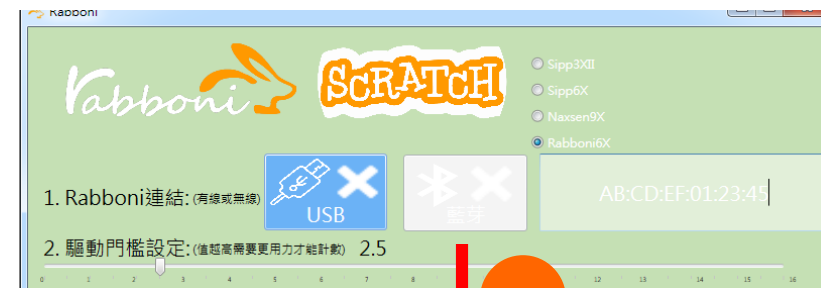 Rabboni
rabboni
SCRATCH
Sipp3XII
Sipp6X
Naxsen9X
Rabboni6X
1. Rabboni連結: (有線或無線)
USB
藍芽
AB:CD:EF:01:23:45
2. 驅動門檻設定: (值越高需要更用力才能計數) 2.5
0 1 2 3 4 5 6 7 8 12 13 14 15 16